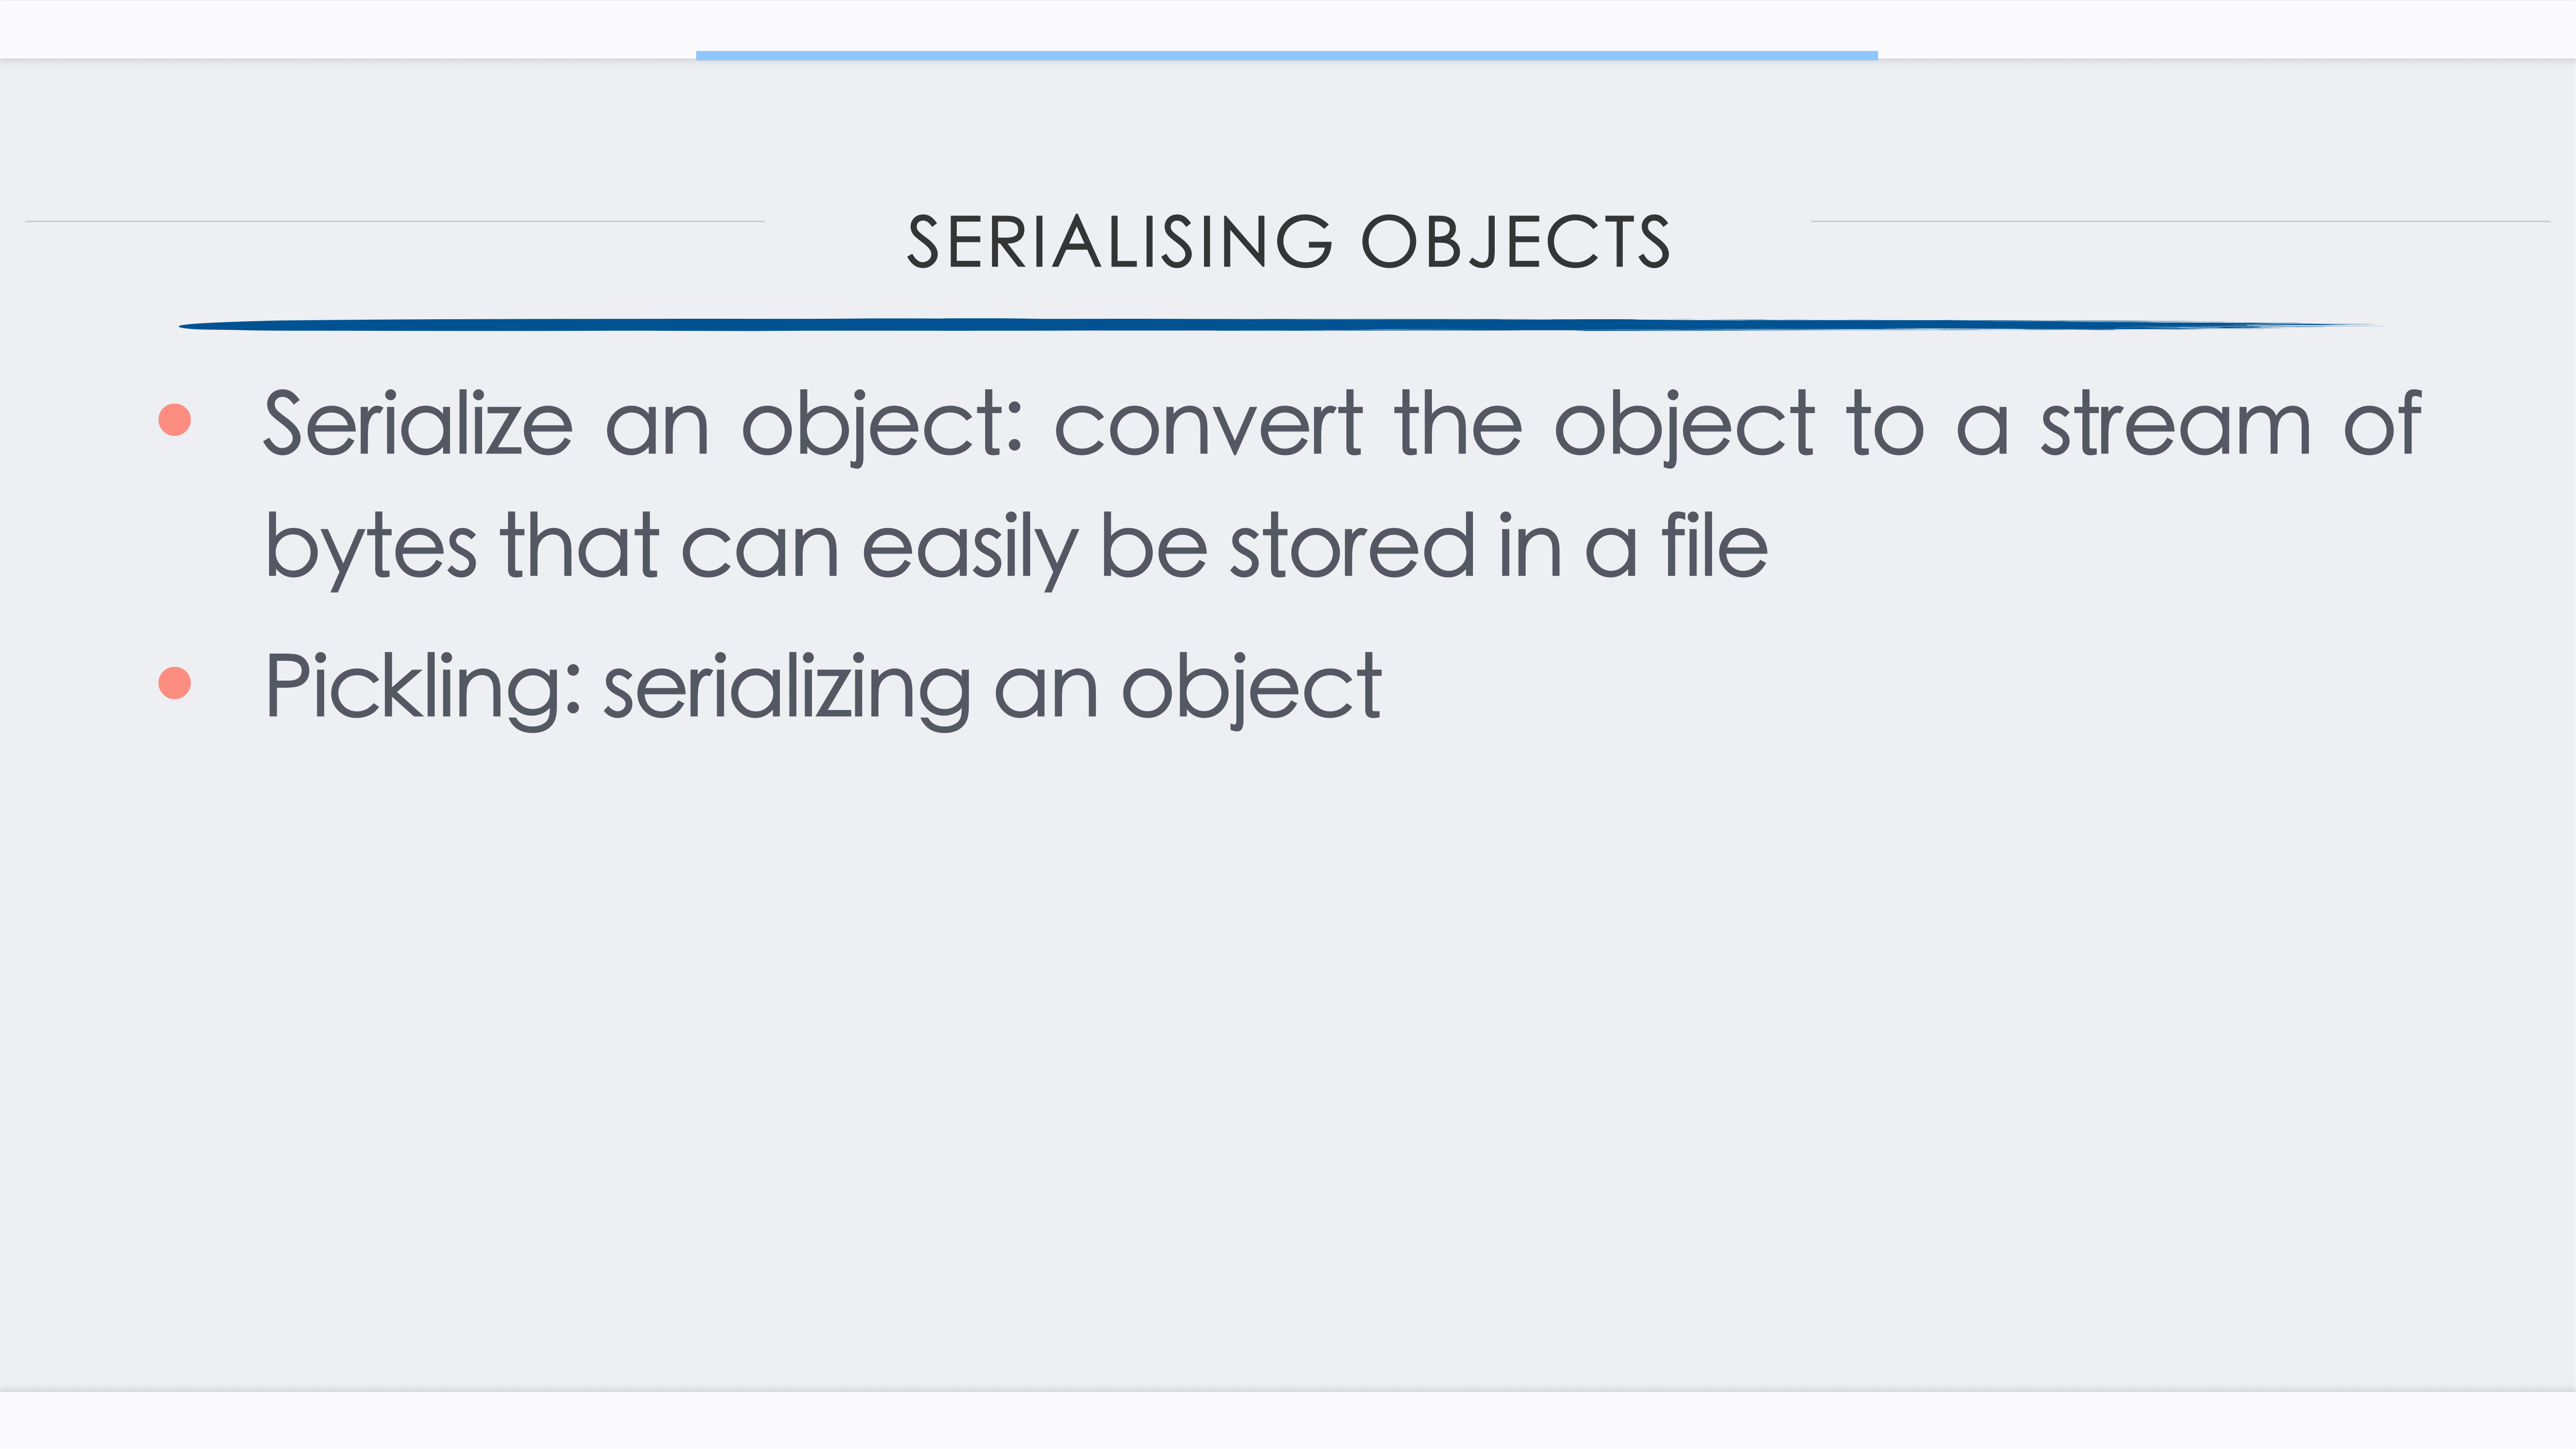 SERIALISING OBJECTS
Serialize an object: convert the object to a stream of
bytes that can easily be stored in a file
Pickling: serializing an object